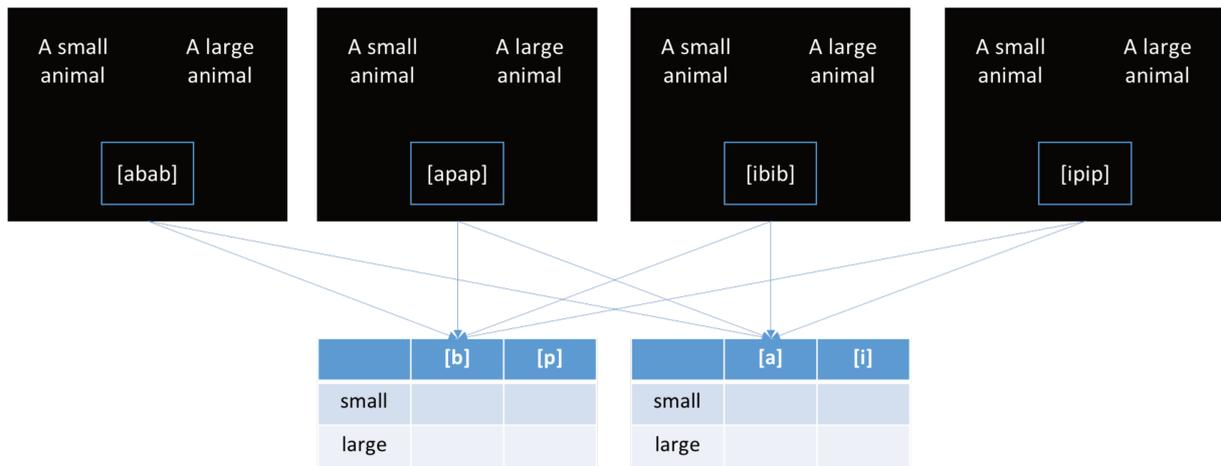 A small
animal
A large
animal
[abab]
A small
animal
A large
animal
[apap]
A small
animal
A large
animal
[ibib]
A small
animal
A large
animal
[ipip]
[b] [p]
small
large
[a] [i]
small
large